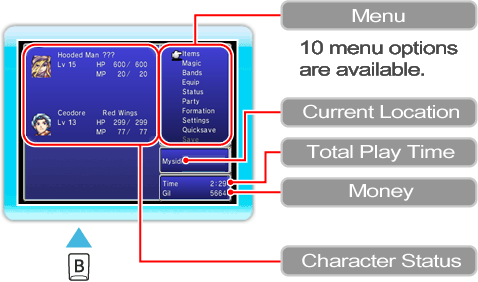 Menu
10 menu options
are available.
Hooded Man ???
Lv 15 HP 600/ 600
MP 20/ 20
Ceodore Red Wings
Lv 13 HP 299/ 299
MP 77/ 77
Items
Magic
Bands
Equip
Status
Party
Formation
Settings
Quicksave
Save
Mysidi
Time 2:29
Gil 5664
Current Location
Total Play Time
Money
Character Status
B